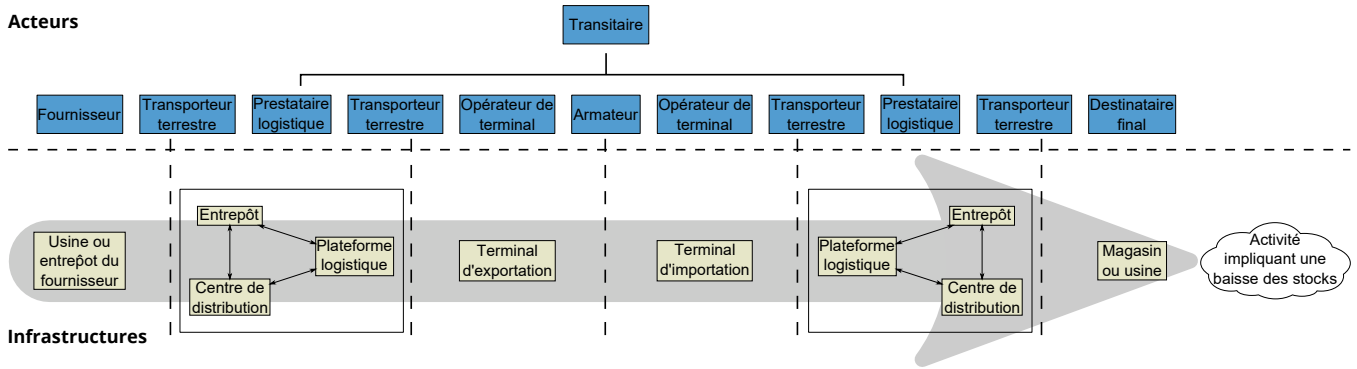 Acteurs
Transitaire
Fournisseur
Transporteur
terrestre
Prestataire
logistique
Transporteur
terrestre
Opérateur de
terminal
Armateur
Opérateur de
terminal
Transporteur
terrestre
Prestataire
logistique
Transporteur
terrestre
Destinataire
final
Usine ou
entrepôt du
fournisseur
Entrepôt
Plateforme
logistique
Centre de
distribution
Terminal
d'exportation
Terminal
d'importation
Plateforme
logistique
Entrepôt
Centre de
distribution
Magasin
ou usine
Activité
impliquant une
baisse des stocks
Infrastructures